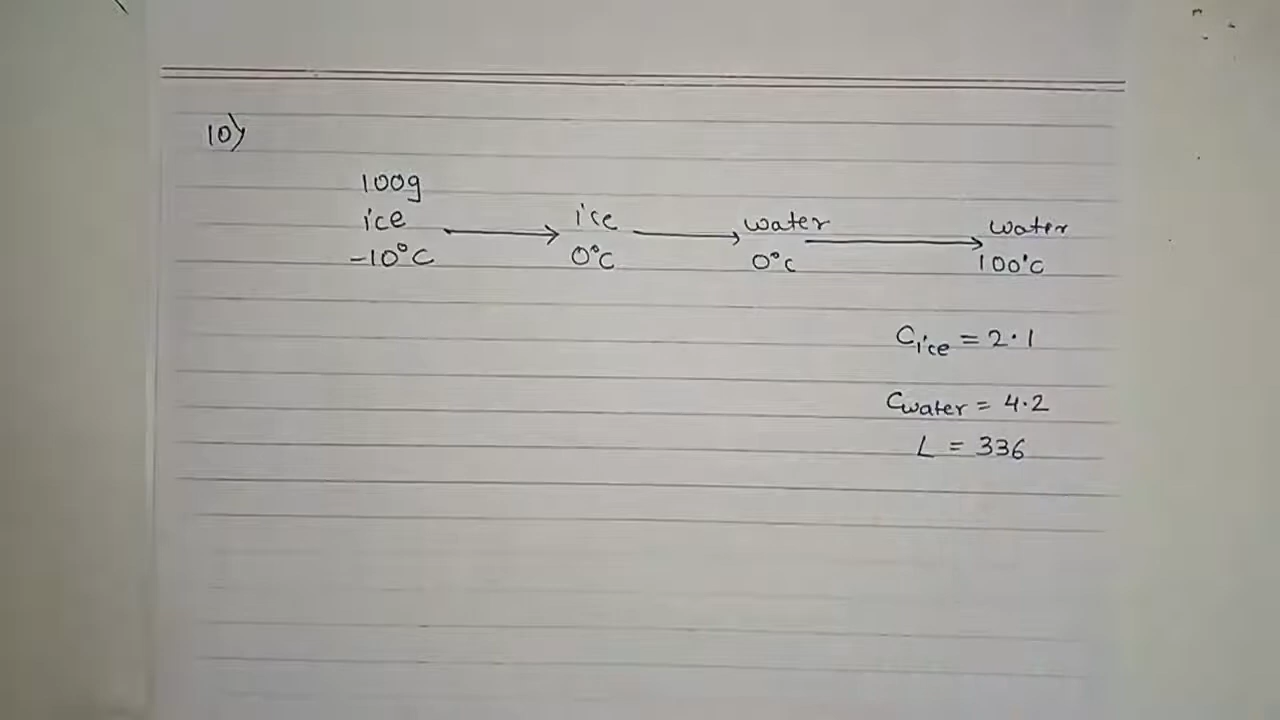 10)
100g
ice ⟶ ice ⟶ water ⟶ water
-10°C 0°C 0°C 100°C
Cice = 2.1
Cwater = 4.2
L = 336